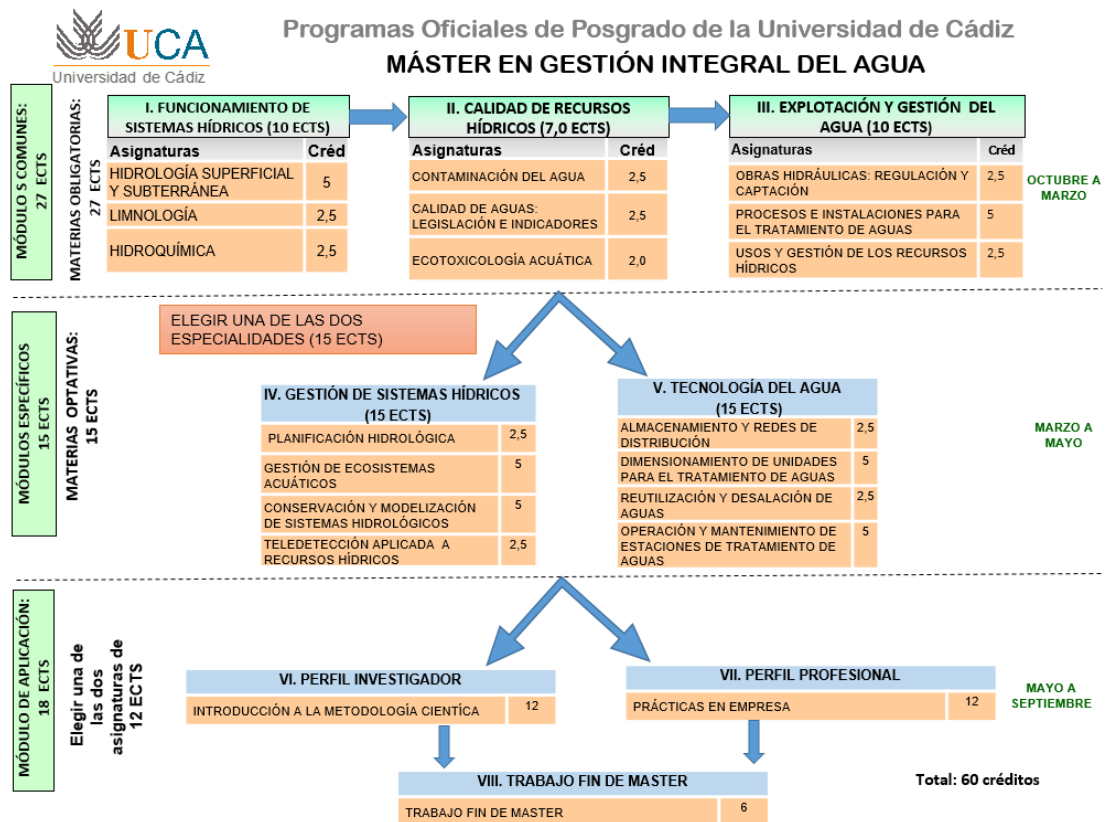 UCA
Universidad de Cádiz
Programas Oficiales de Posgrado de la Universidad de Cádiz
MÁSTER EN GESTIÓN INTEGRAL DEL AGUA
MÓDULO S COMUNES:
27 ECTS
MATERIAS OBLIGATORIAS:
27 ECTS
I. FUNCIONAMIENTO DE
SISTEMAS HÍDRICOS (10 ECTS)
Asignaturas Créd
HIDROLOGÍA SUPERFICIAL
Y SUBTERRÁNEA 5
LIMNOLOGÍA 2,5
HIDROQUÍMICA 2,5
II. CALIDAD DE RECURSOS
HÍDRICOS (7,0 ECTS)
Asignaturas Créd
CONTAMINACIÓN DEL AGUA 2,5
CALIDAD DE AGUAS:
LEGISLACIÓN E INDICADORES 2,5
ECOTOXICOLOGÍA ACUÁTICA 2,0
III. EXPLOTACIÓN Y GESTIÓN DEL
AGUA (10 ECTS)
Asignaturas Créd
OBRAS HIDRÁULICAS: REGULACIÓN Y 2,5
CAPTACIÓN
PROCESOS E INSTALACIONES PARA 5
EL TRATAMIENTO DE AGUAS
USOS Y GESTIÓN DE LOS RECURSOS 2,5
HÍDRICOS
OCTUBRE A
MARZO
MÓDULOS ESPECÍFICOS
15 ECTS
MATERIAS OPTATIVAS:
15 ECTS
ELEGIR UNA DE LAS DOS
ESPECIALIDADES (15 ECTS)
IV. GESTIÓN DE SISTEMAS HÍDRICOS
(15 ECTS)
PLANIFICACIÓN HIDROLÓGICA 2,5
GESTIÓN DE ECOSISTEMAS 5
ACUÁTICOS
CONSERVACIÓN Y MODELIZACIÓN 5
DE SISTEMAS HIDROLÓGICOS
TELEDETECCIÓN APLICADA A 2,5
RECURSOS HÍDRICOS
V. TECNOLOGÍA DEL AGUA
(15 ECTS)
ALMACENAMIENTO Y REDES DE 2,5
DISTRIBUCIÓN
DIMENSIONAMIENTO DE UNIDADES 5
PARA EL TRATAMIENTO DE AGUAS
REUTILIZACIÓN Y DESALACIÓN DE 2,5
AGUAS
OPERACIÓN Y MANTENIMIENTO DE 5
ESTACIONES DE TRATAMIENTO DE
AGUAS
MARZO A
MAYO
MÓDULO DE APLICACIÓN:
18 ECTS
Elegir una de
las dos
asignaturas de
12 ECTS
VI. PERFIL INVESTIGADOR
INTRODUCCIÓN A LA METODOLOGÍA CIENTÍCA 12
VII. PERFIL PROFESIONAL
PRÁCTICAS EN EMPRESA 12
MAYO A
SEPTIEMBRE
VIII. TRABAJO FIN DE MASTER
TRABAJO FIN DE MASTER 6
Total: 60 créditos